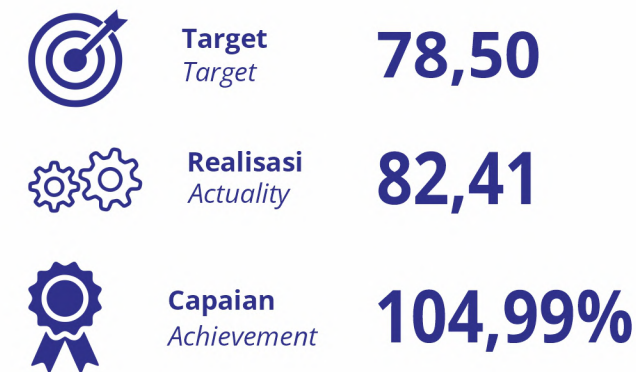 Target
Target
78,50
Realisasi
Actuality
82,41
Capaian
Achievement
104,99%